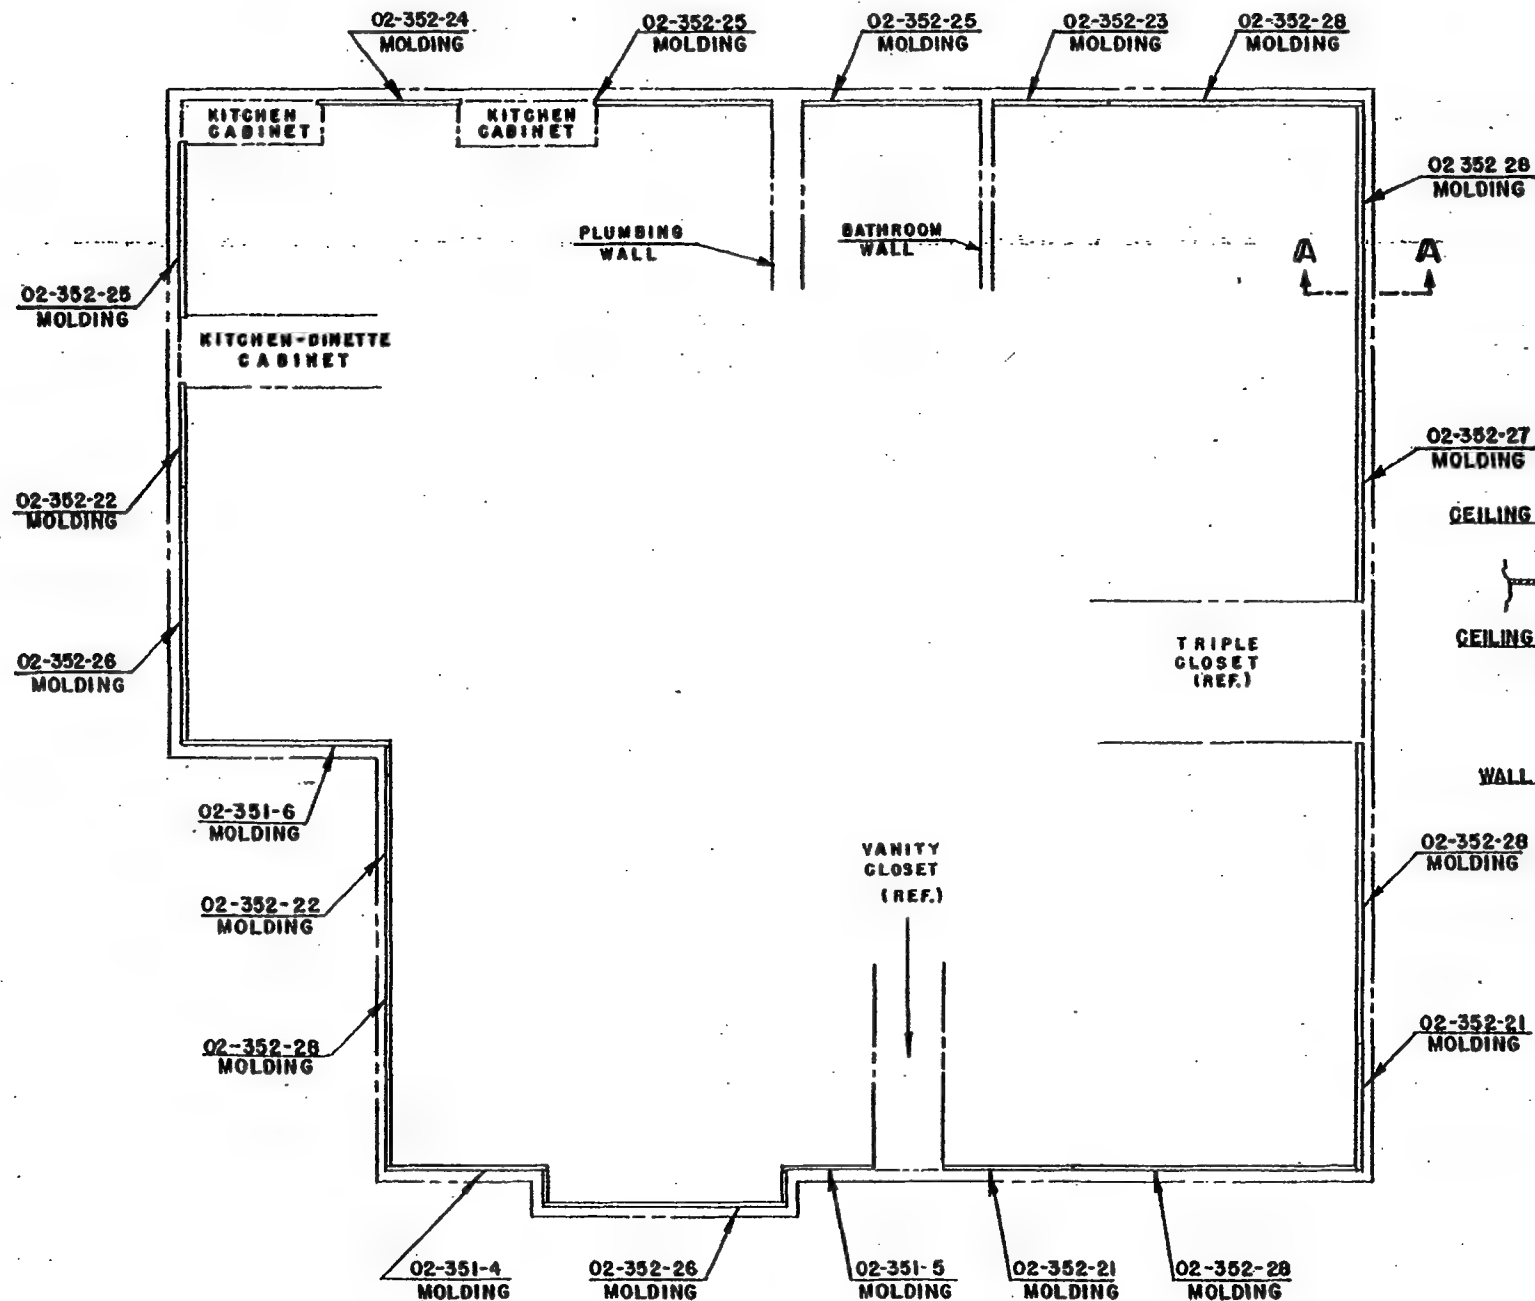 02-352-24
MOLDING
02-352-25
MOLDING
02-352-25
MOLDING
02-352-23
MOLDING
02-352-28
MOLDING
KITCHEN
CABINET
KITCHEN
CABINET
02 352 28
MOLDING
PLUMBING
WALL
BATHROOM
WALL
A
A
02-352-25
MOLDING
KITCHEN-DINETTE
CABINET
02-352-27
MOLDING
02-352-22
MOLDING
CEILING
CEILING
TRIPLE
CLOSET
(REF.)
02-352-26
MOLDING
WALL
02-351-6
MOLDING
VANITY
CLOSET
(REF.)
02-352-28
MOLDING
02-352-22
MOLDING
02-352-28
MOLDING
02-352-21
MOLDING
02-351-4
MOLDING
02-352-26
MOLDING
02-351-5
MOLDING
02-352-21
MOLDING
02-352-28
MOLDING